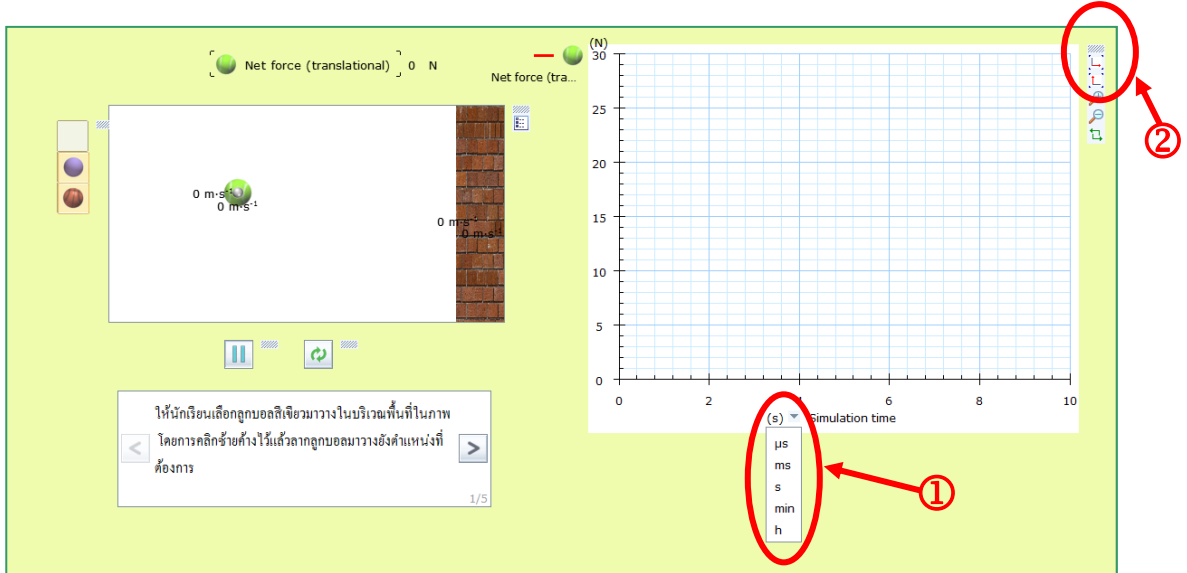 Net force (translational) 0 N
Net force (tra...
(N)
30
25
20
15
10
5
0
0 2 4 6 8 10
(s) Simulation time
µs
ms
s
min
h
0 m·s⁻¹
0 m·s⁻¹
0 m·s⁻¹
0 m·s⁻¹
ให้นักเรียนเลือกลูกบอลสีเขียวมาวางในบริเวณพื้นที่ในภาพ
โดยการคลิกซ้ายค้างไว้แล้วลากลูกบอลมาวางยังตำแหน่งที่
ต้องการ
< >
1/5
①
②